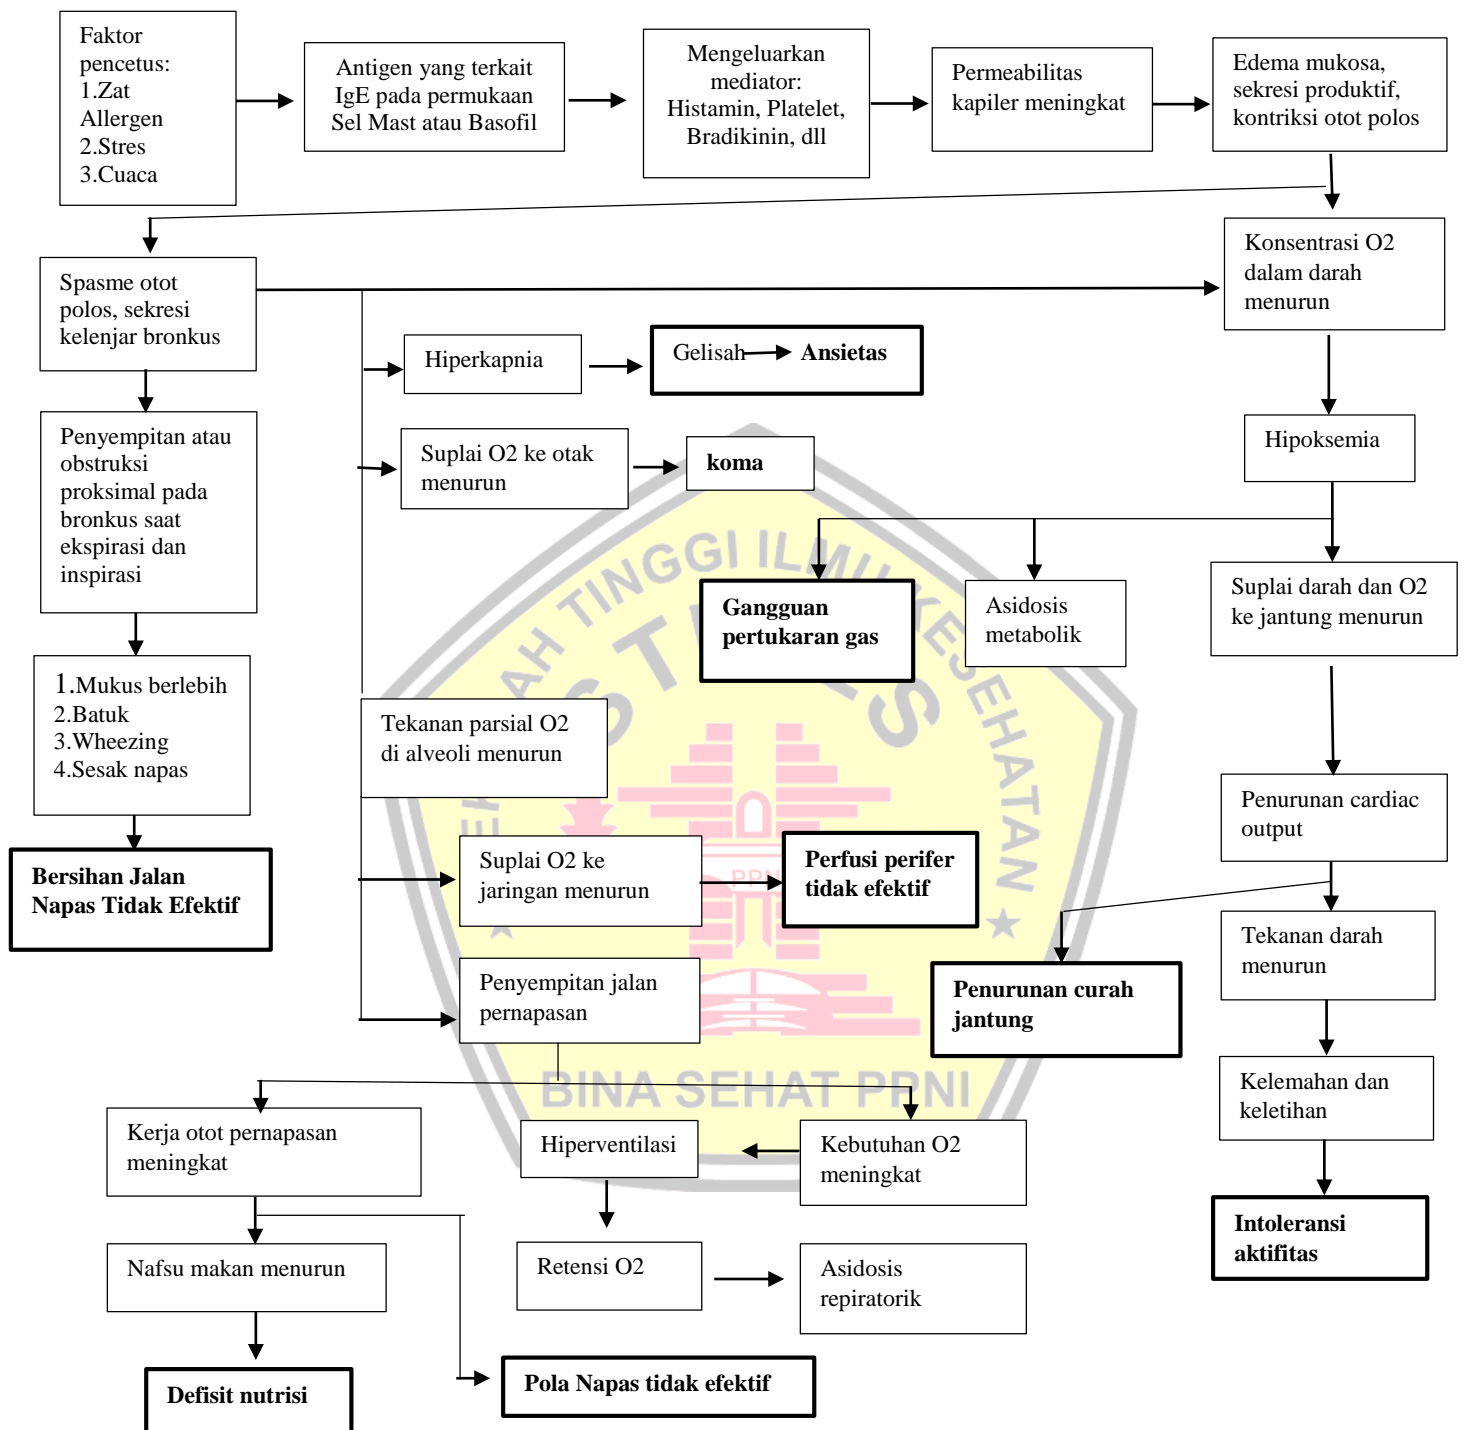 Faktor
pencetus:
1.Zat
Allergen
2.Stres
3.Cuaca
Antigen yang terkait
IgE pada permukaan
Sel Mast atau Basofil
Mengeluarkan
mediator:
Histamin, Platelet,
Bradikinin, dll
Permeabilitas
kapiler meningkat
Edema mukosa,
sekresi produktif,
kontriksi otot polos
Spasme otot
polos, sekresi
kelenjar bronkus
Konsentrasi O2
dalam darah
menurun
Hiperkapnia
Gelisah
Ansietas
Penyempitan atau
obstruksi
proksimal pada
bronkus saat
ekspirasi dan
inspirasi
Suplai O2 ke otak
menurun
koma
Hipoksemia
Gangguan
pertukaran gas
Asidosis
metabolik
Suplai darah dan O2
ke jantung menurun
1.Mukus berlebih
2.Batuk
3.Wheezing
4.Sesak napas
Tekanan parsial O2
di alveoli menurun
Penurunan cardiac
output
Bersihan Jalan
Napas Tidak Efektif
Suplai O2 ke
jaringan menurun
Perfusi perifer
tidak efektif
Tekanan darah
menurun
Penyempitan jalan
pernapasan
Penurunan curah
jantung
Kelemahan dan
keletihan
Kerja otot pernapasan
meningkat
Hiperventilasi
Kebutuhan O2
meningkat
Intoleransi
aktifitas
Nafsu makan menurun
Retensi O2
Asidosis
repiratorik
Defisit nutrisi
Pola Napas tidak efektif
TINGGI ILMU KESEHATAN
BINA SEHAT PPNI